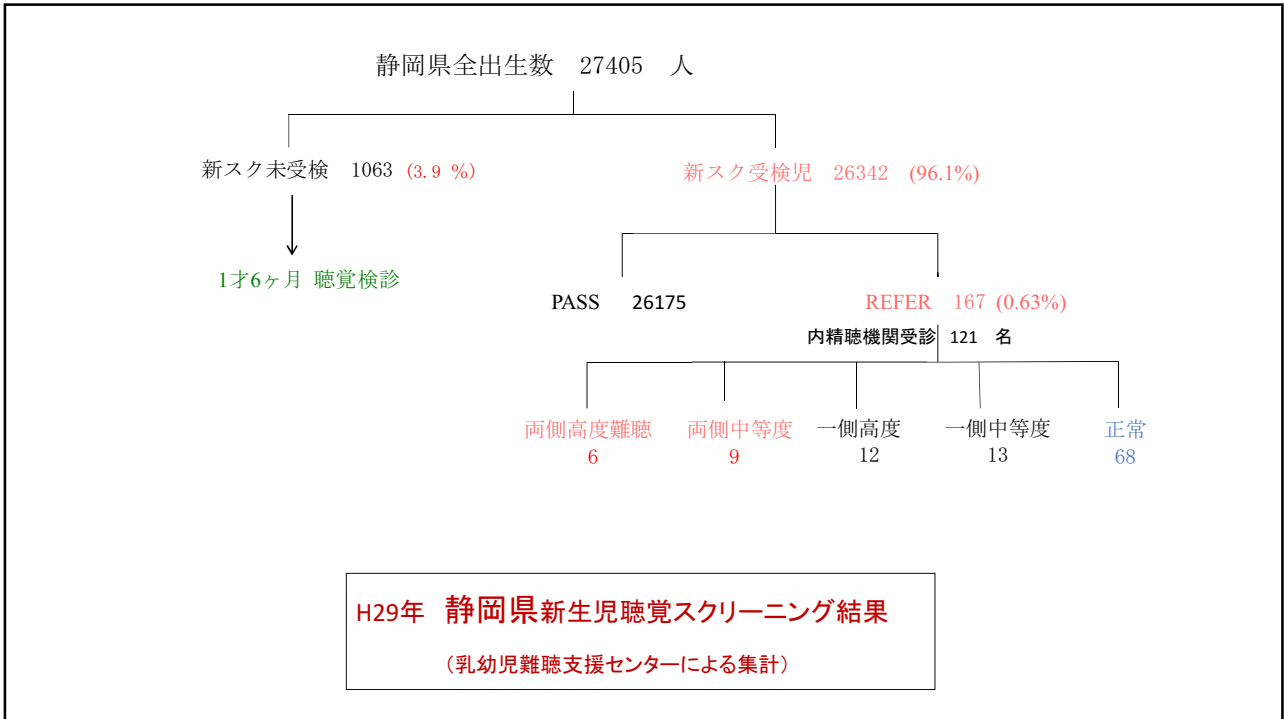 静岡県全出生数 27405 人
新スク未受検 1063 (3.9 %) 新スク受検児 26342 (96.1%)
1才6ヶ月 聴覚検診
PASS 26175 REFER 167 (0.63%)
内精聴機関受診 121 名
両側高度難聴 両側中等度 一側高度 一側中等度 正常
6 9 12 13 68
H29年 静岡県新生児聴覚スクリーニング結果
（乳幼児難聴支援センターによる集計）